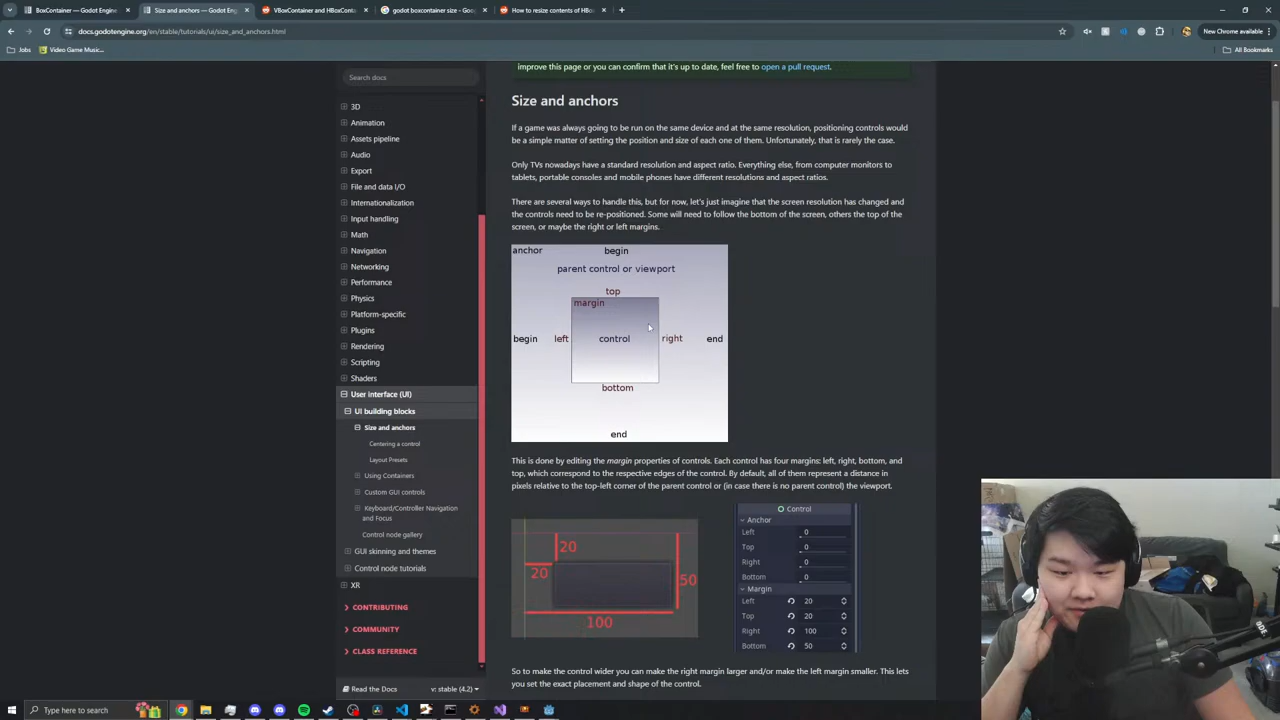 BoxContainer — Godot Engine
Size and anchors — Godot Eng
VBoxContainer and HBoxConta
godot boxcontainer size - Goo
How to resize contents of HBo
docs.godotengine.org/en/stable/tutorials/ui/size_and_anchors.html
New Chrome available
Jobs
Video Game Music...
All Bookmarks
Search docs
3D
Animation
Assets pipeline
Audio
Export
File and data I/O
Internationalization
Input handling
Math
Navigation
Networking
Performance
Physics
Platform-specific
Plugins
Rendering
Scripting
Shaders
User interface (UI)
UI building blocks
Size and anchors
Centering a control
Layout Presets
Using Containers
Custom GUI controls
Keyboard/Controller Navigation
and Focus
Control node gallery
GUI skinning and themes
Control node tutorials
XR
CONTRIBUTING
COMMUNITY
CLASS REFERENCE
Read the Docs
v: stable (4.2)
improve this page or you can confirm that it's up to date, feel free to open a pull request.
Size and anchors
If a game was always going to be run on the same device and at the same resolution, positioning controls would
be a simple matter of setting the position and size of each one of them. Unfortunately, that is rarely the case.
Only TVs nowadays have a standard resolution and aspect ratio. Everything else, from computer monitors to
tablets, portable consoles and mobile phones have different resolutions and aspect ratios.
There are several ways to handle this, but for now, let's just imagine that the screen resolution has changed and
the controls need to be re-positioned. Some will need to follow the bottom of the screen, others the top of the
screen, or maybe the right or left margins.
anchor begin
parent control or viewport
top
margin
begin left control right end
bottom
end
This is done by editing the margin properties of controls. Each control has four margins: left, right, bottom, and
top, which correspond to the respective edges of the control. By default, all of them represent a distance in
pixels relative to the top-left corner of the parent control or (in case there is no parent control) the viewport.
20
20
50
100
Control
Anchor
Left 0
Top 0
Right 0
Bottom 0
Margin
Left 20
Top 20
Right 100
Bottom 50
So to make the control wider you can make the right margin larger and/or make the left margin smaller. This lets
you set the exact placement and shape of the control.
Type here to search